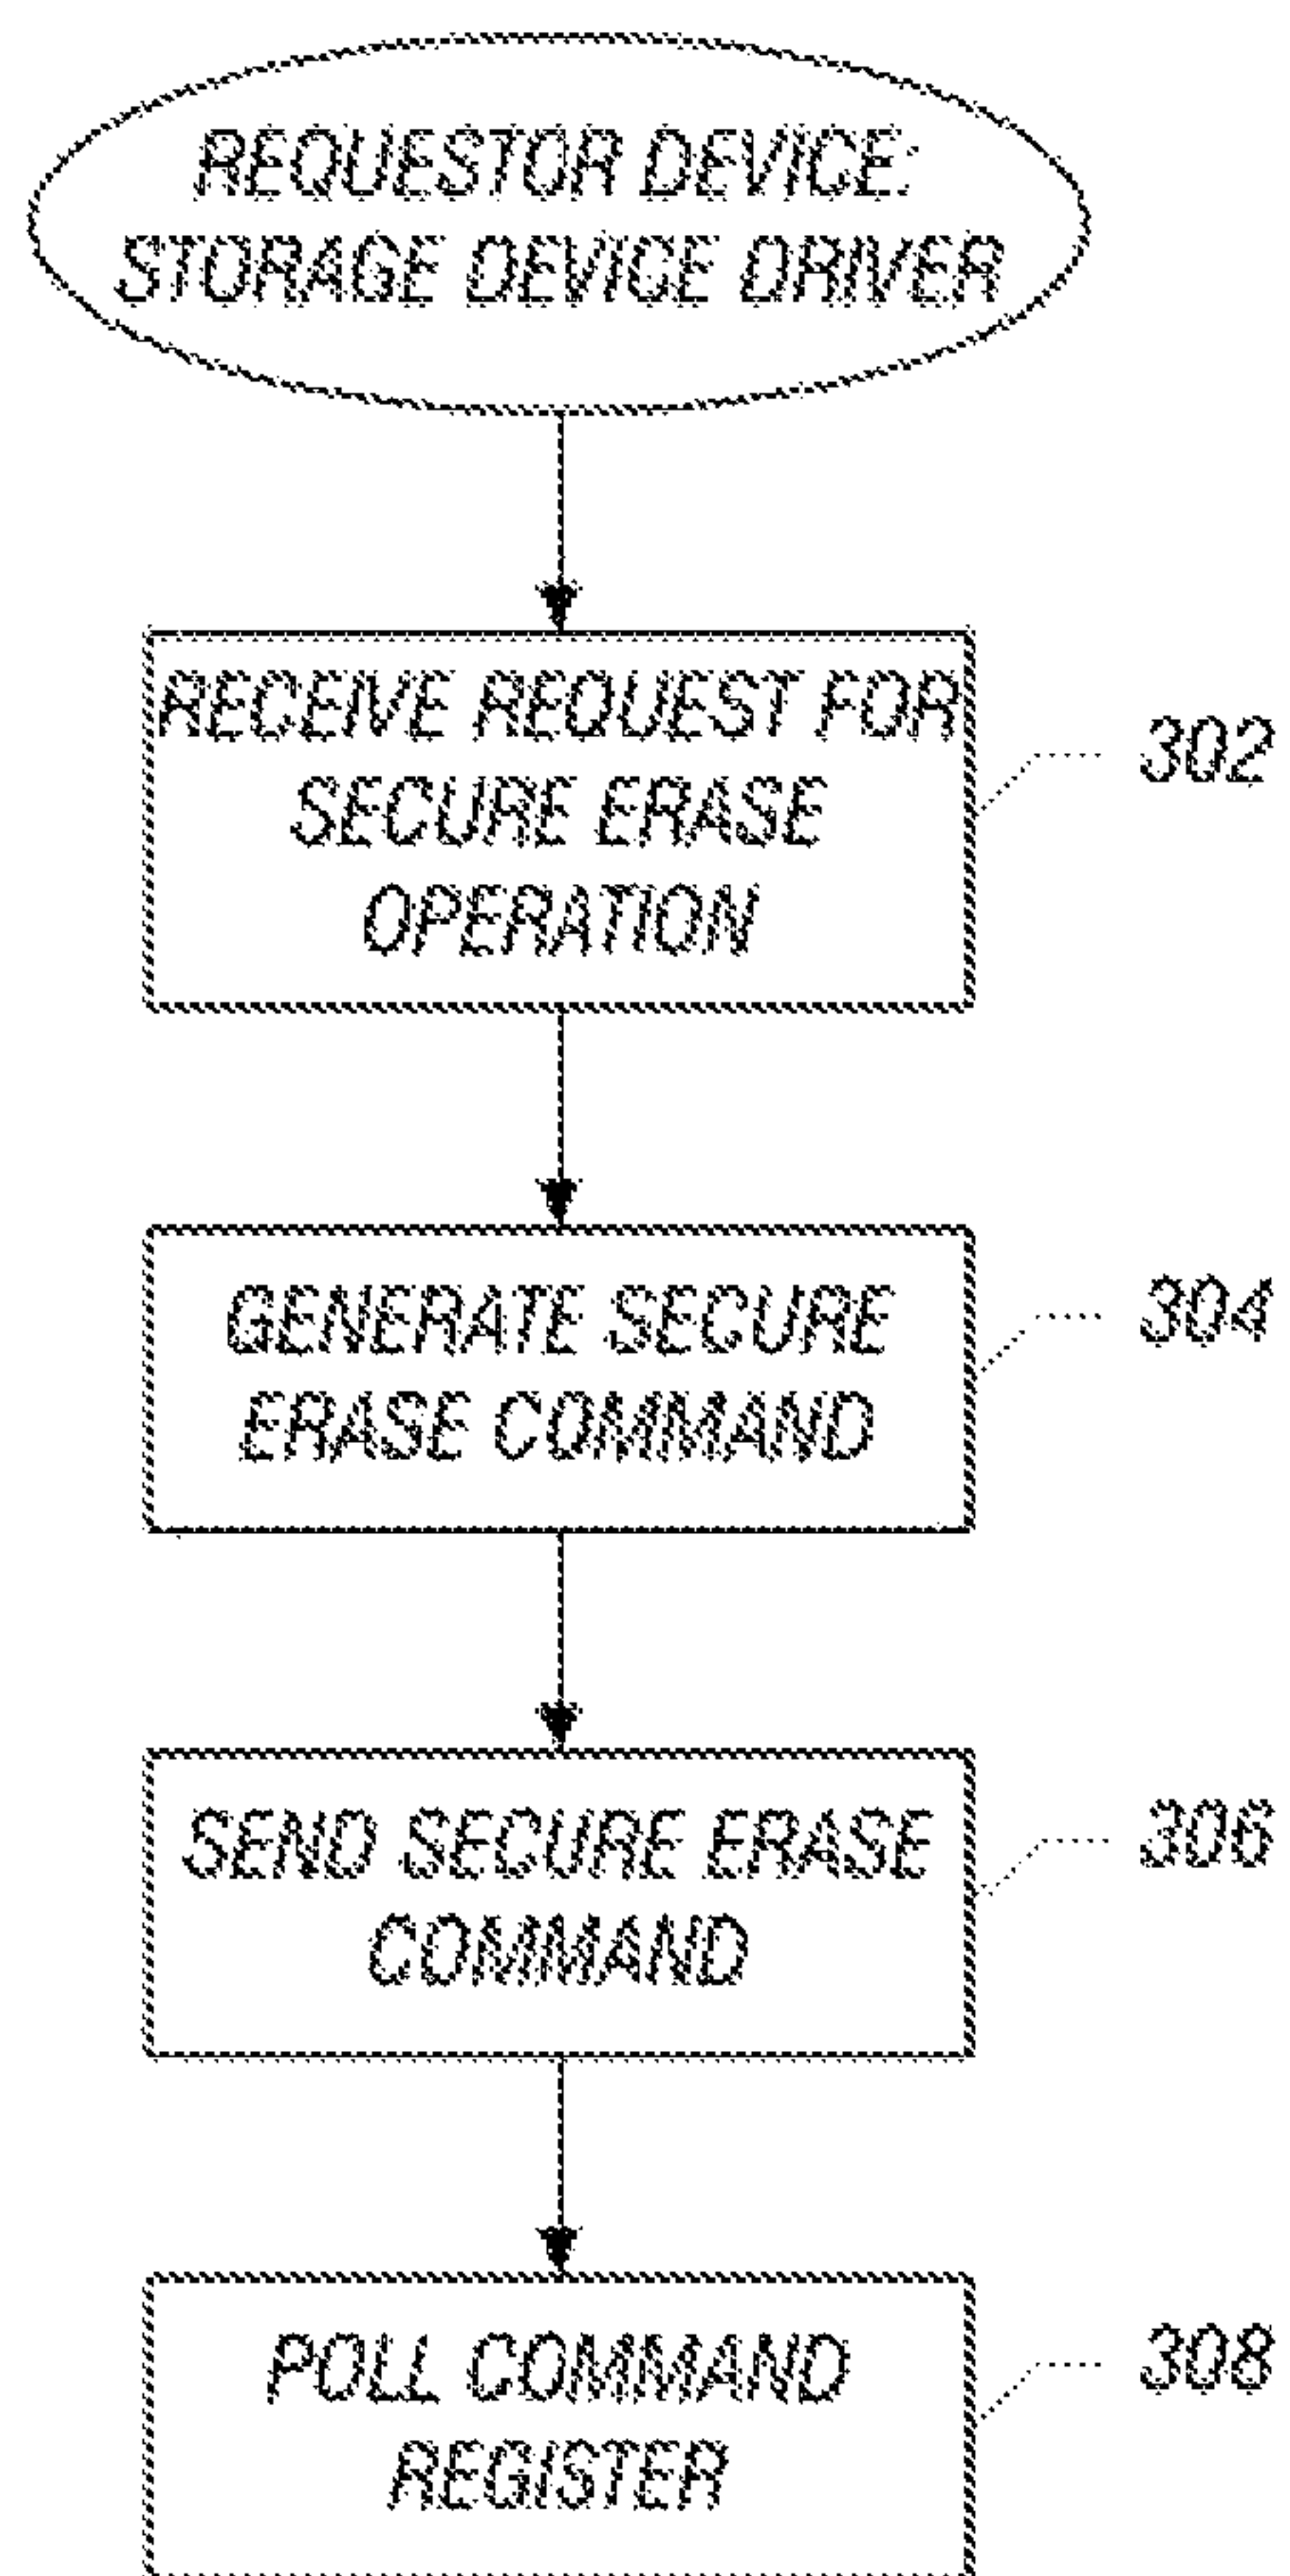 REQUESTOR DEVICE:
STORAGE DEVICE DRIVER
RECEIVE REQUEST FOR
SECURE ERASE
OPERATION
302
GENERATE SECURE
ERASE COMMAND
304
SEND SECURE ERASE
COMMAND
306
POLL COMMAND
REGISTER
308